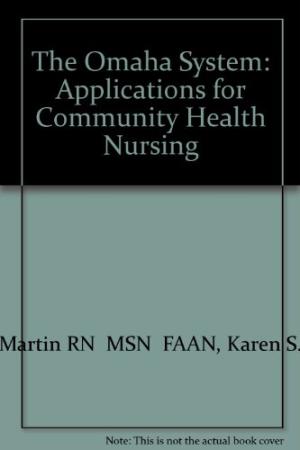 The Omaha System:
Applications for
Community Health
Nursing
Martin RN  MSN  FAAN, Karen S.
Note: This is not the actual book cover